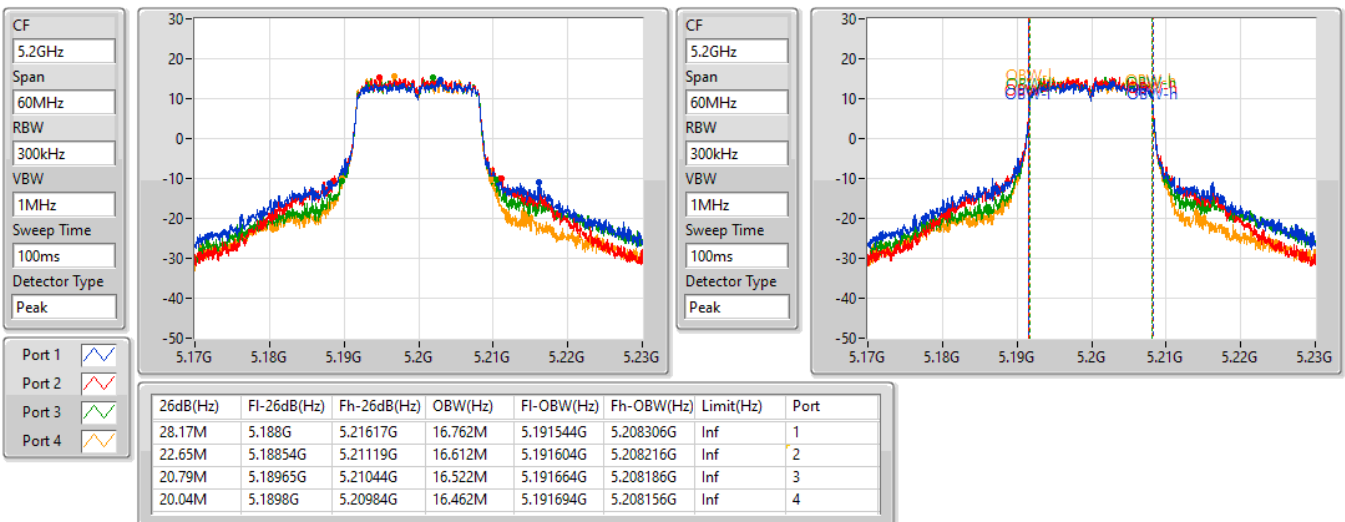 CF
5.2GHz
Span
60MHz
RBW
300kHz
VBW
1MHz
Sweep Time
100ms
Detector Type
Peak
30
20
10
0
-10
-20
-30
-40
-50
5.17G 5.18G 5.19G 5.2G 5.21G 5.22G 5.23G
CF
5.2GHz
Span
60MHz
RBW
300kHz
VBW
1MHz
Sweep Time
100ms
Detector Type
Peak
30
20
10
0
-10
-20
-30
-40
-50
OBW-l OBW-h
5.17G 5.18G 5.19G 5.2G 5.21G 5.22G 5.23G
Port 1
Port 2
Port 3
Port 4
26dB(Hz) Fl-26dB(Hz) Fh-26dB(Hz) OBW(Hz) Fl-OBW(Hz) Fh-OBW(Hz) Limit(Hz) Port
28.17M 5.188G 5.21617G 16.762M 5.191544G 5.208306G Inf 1
22.65M 5.18854G 5.21119G 16.612M 5.191604G 5.208216G Inf 2
20.79M 5.18965G 5.21044G 16.522M 5.191664G 5.208186G Inf 3
20.04M 5.1898G 5.20984G 16.462M 5.191694G 5.208156G Inf 4